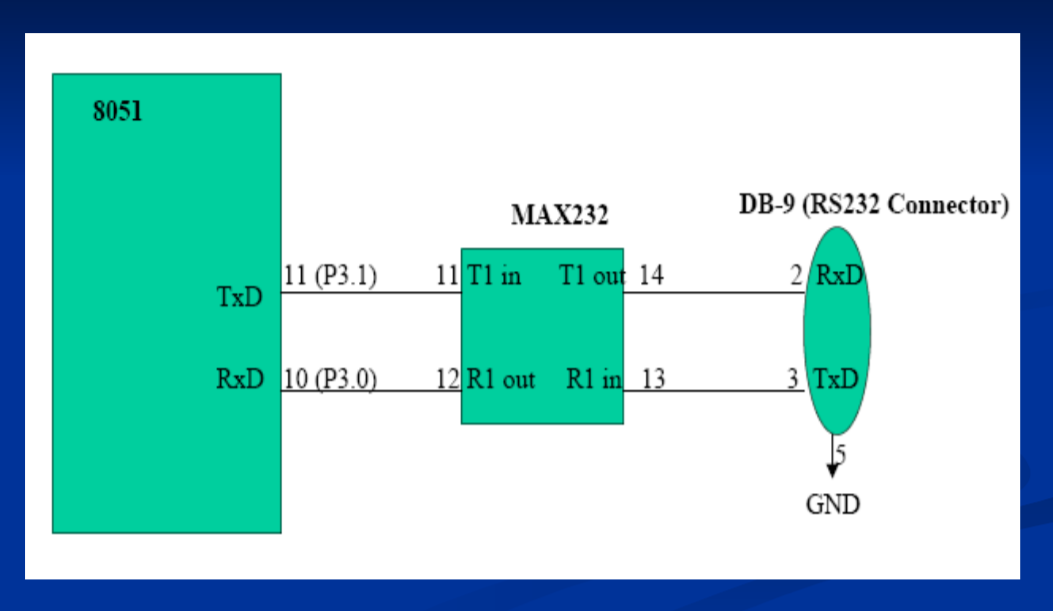 8051
MAX232
DB-9 (RS232 Connector)
TxD 11 (P3.1) 11 T1 in T1 out 14 2 RxD
RxD 10 (P3.0) 12 R1 out R1 in 13 3 TxD
5
GND